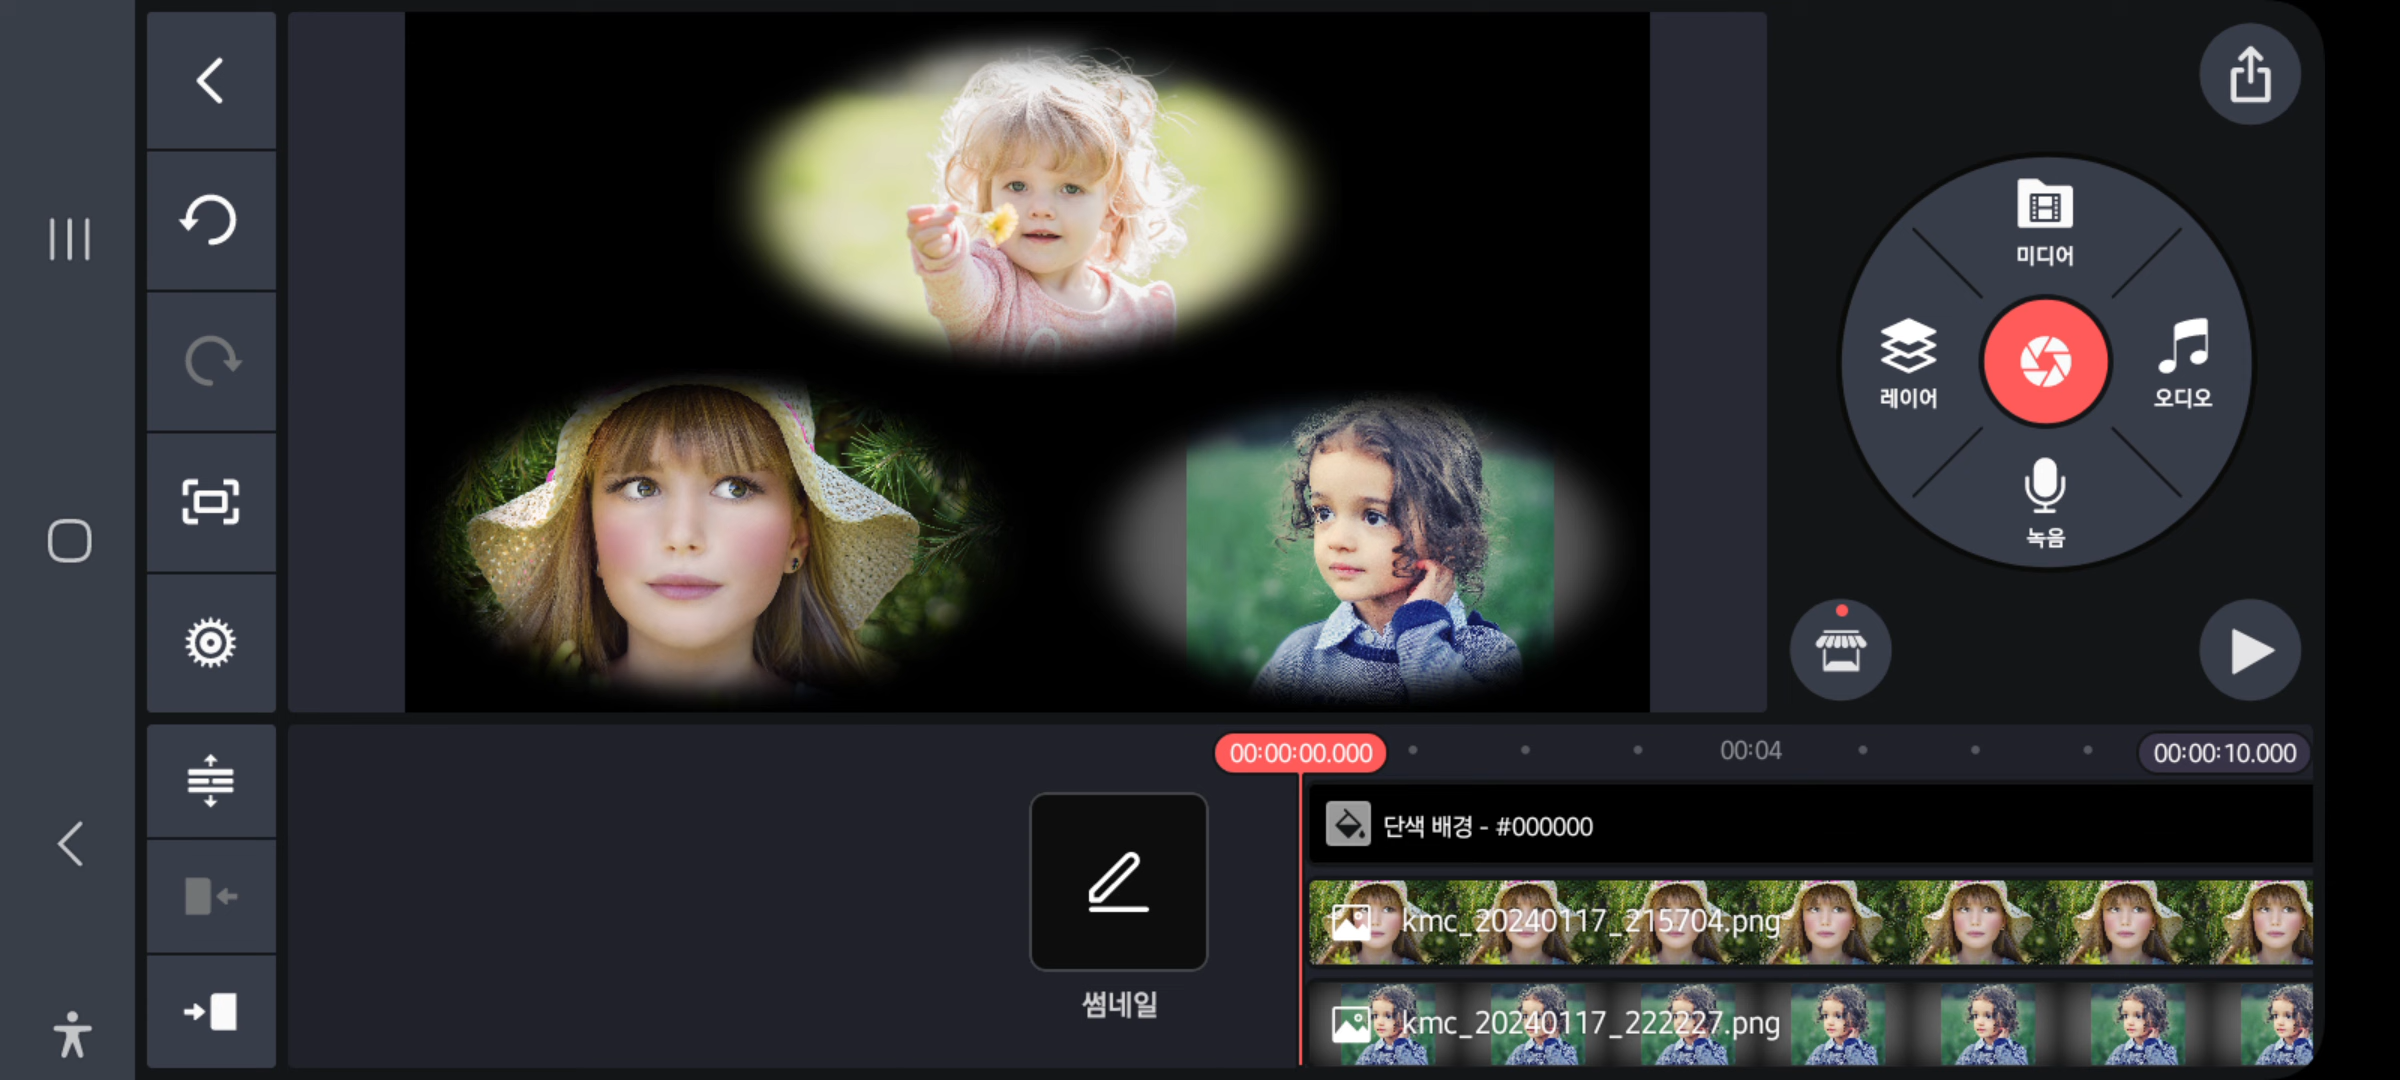 미디어
레이어
오디오
녹음
00:00:00.000
00:04
00:00:10.000
단색 배경 - #000000
kmc_20240117_215704.png
썸네일
kmc_20240117_222227.png